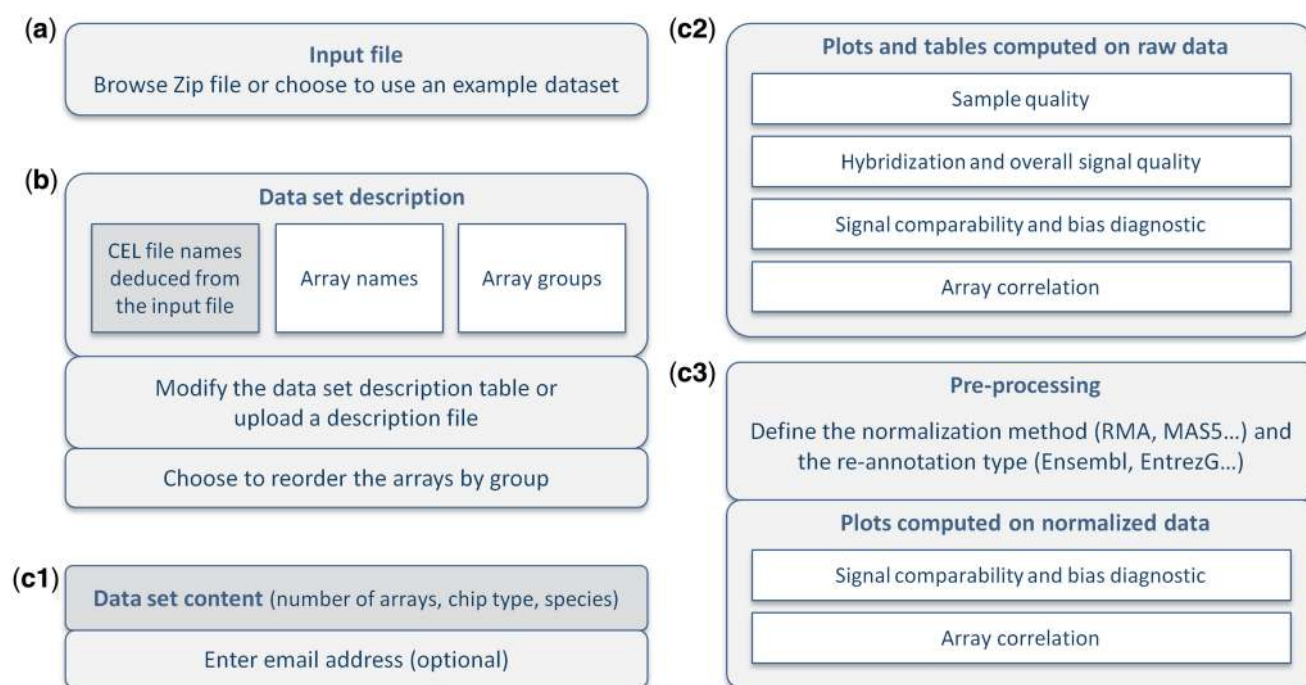 (a)
Input file
Browse Zip file or choose to use an example dataset
(b)
Data set description
CEL file names
deduced from
the input file
Array names
Array groups
Modify the data set description table or
upload a description file
Choose to reorder the arrays by group
(c1)
Data set content (number of arrays, chip type, species)
Enter email address (optional)
(c2)
Plots and tables computed on raw data
Sample quality
Hybridization and overall signal quality
Signal comparability and bias diagnostic
Array correlation
(c3)
Pre-processing
Define the normalization method (RMA, MAS5...) and
the re-annotation type (Ensembl, EntrezG...)
Plots computed on normalized data
Signal comparability and bias diagnostic
Array correlation